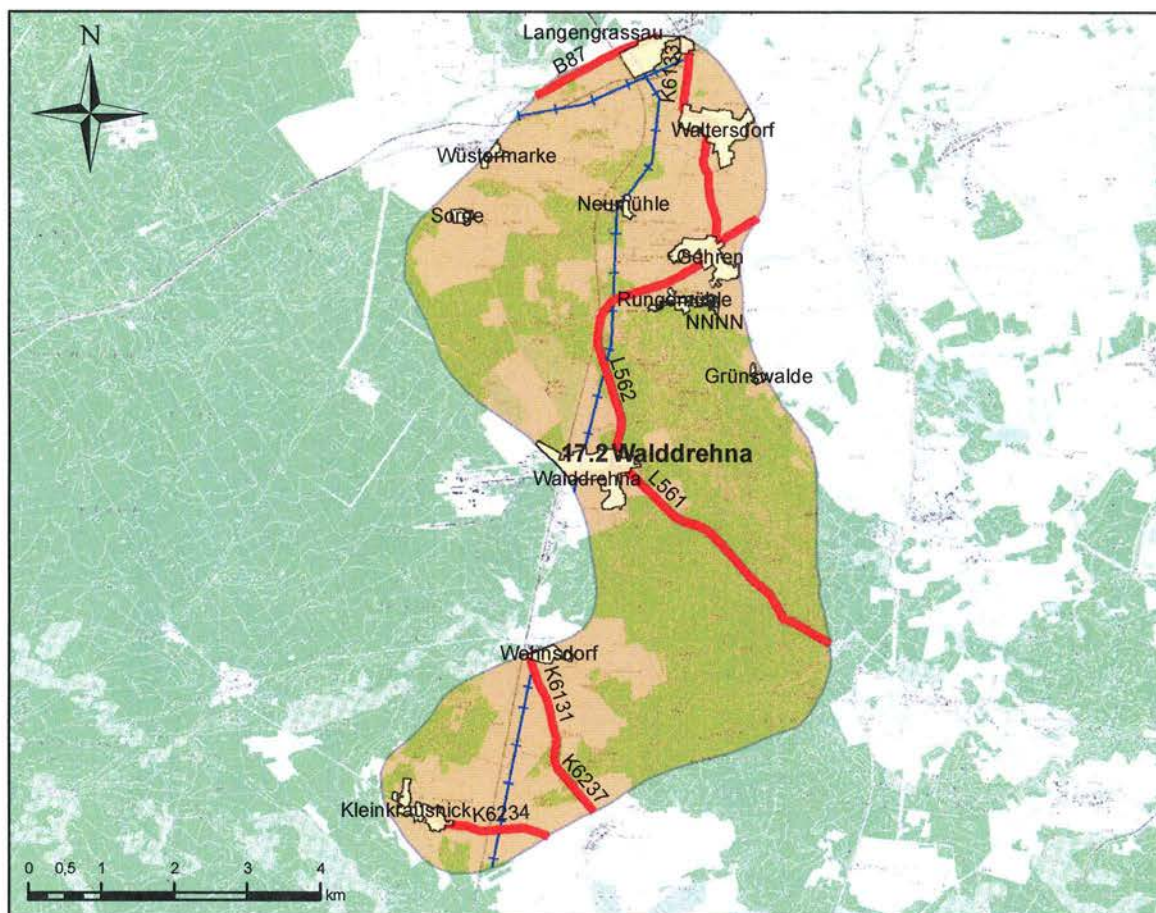 N
Langengrassau
B87
K6133
Waltersdorf
Wüstermarke
Sorge
Neumühle
Gehren
NNNN
L562
Grünswalde
17.2 Walddrehna
Walddrehna
L561
Wehnsdorf
K6131
K6237
Kleinkrausnick
K6234
0 0,5 1 2 3 4
km